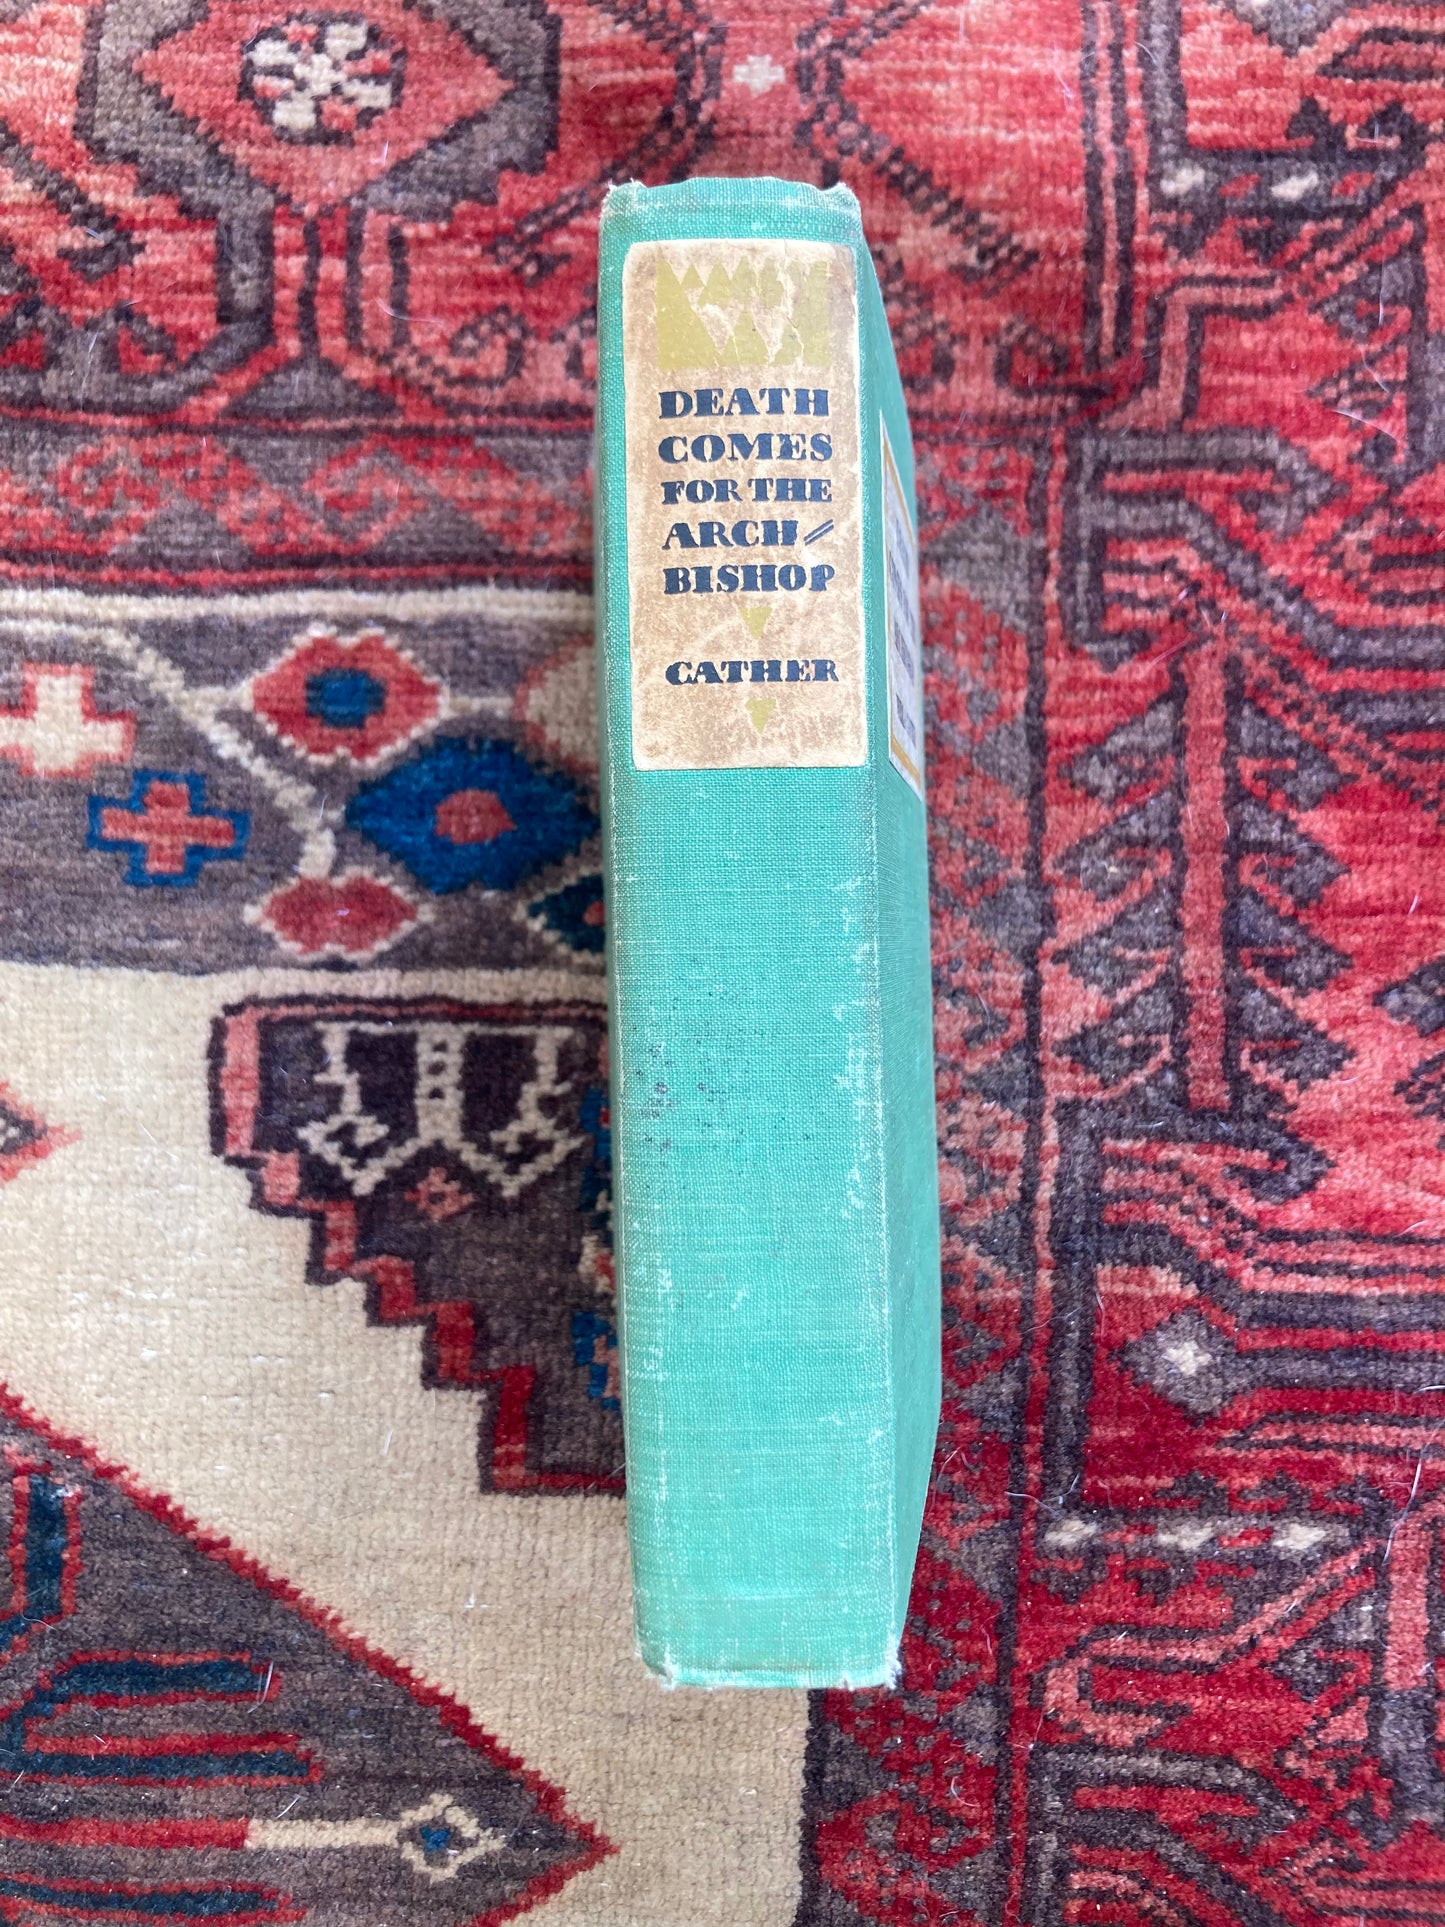 DEATH
COMES
FOR THE
ARCH=
BISHOP
CATHER